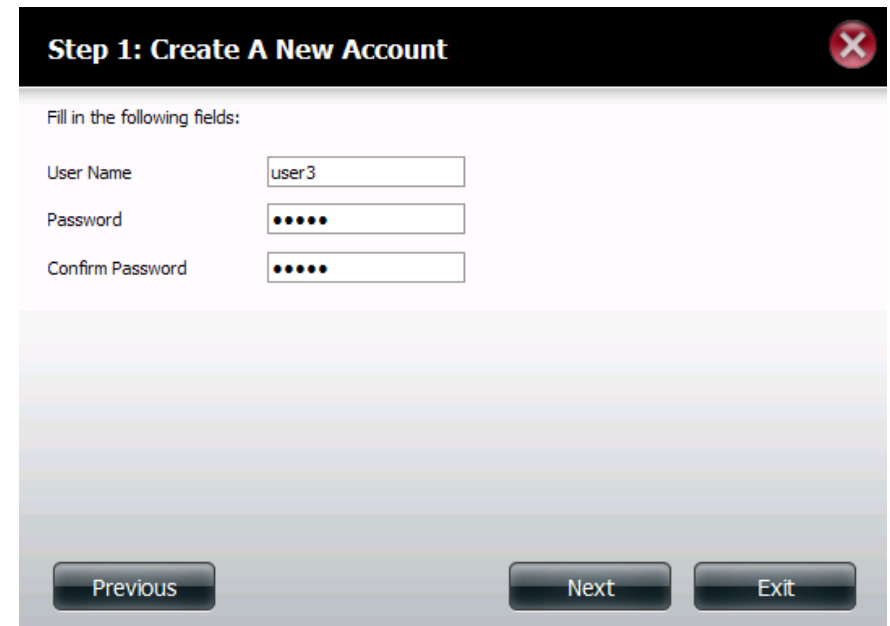 Step 1: Create A New Account
Fill in the following fields:
User Name user3
Password •••••
Confirm Password •••••
Previous Next Exit